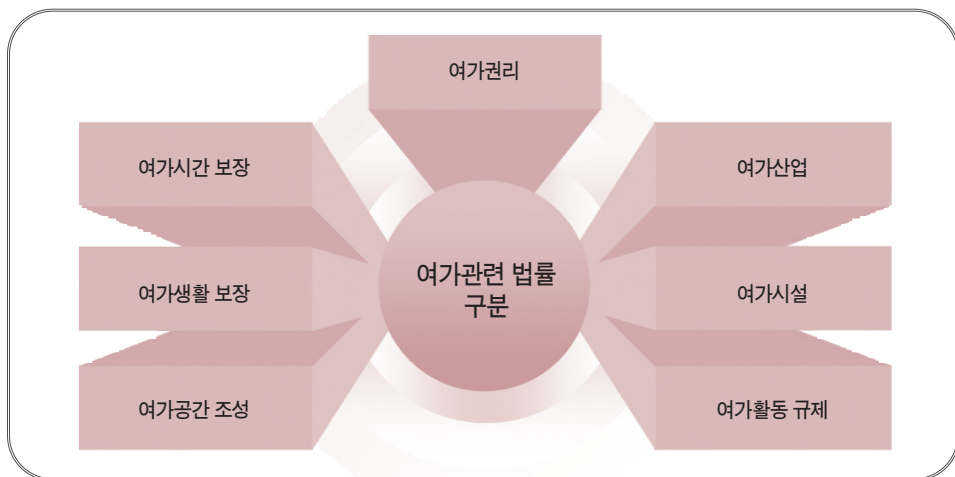 여가권리
여가시간 보장
여가산업
여가관련 법률
구분
여가생활 보장
여가시설
여가공간 조성
여가활동 규제